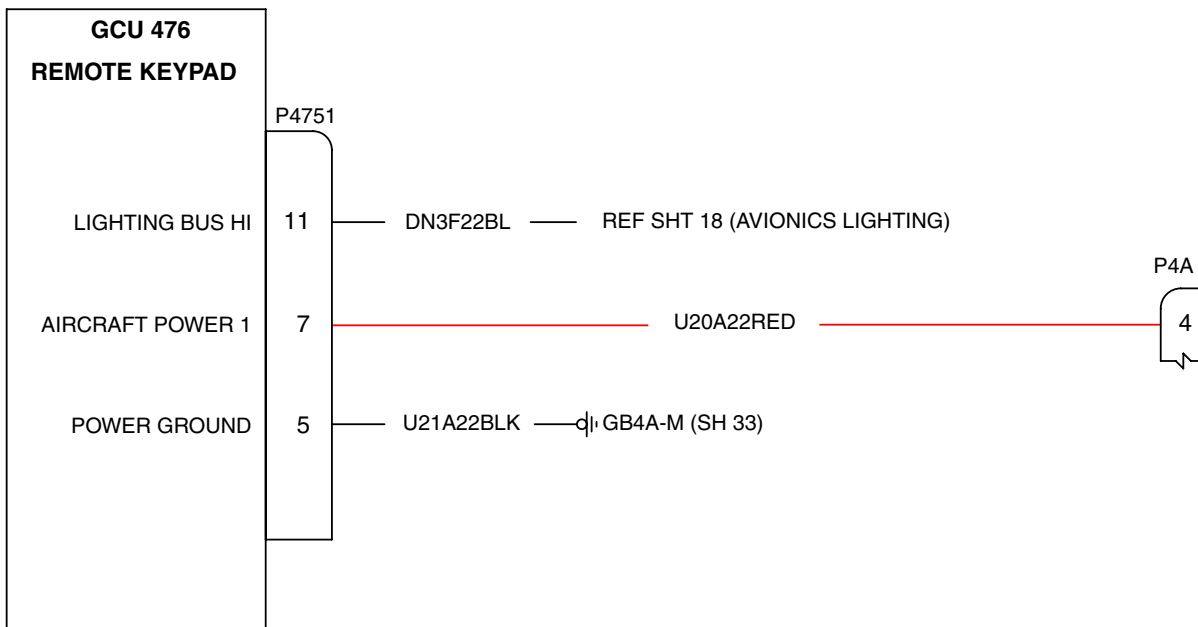 GCU 476
REMOTE KEYPAD
P4751
LIGHTING BUS HI 11 DN3F22BL REF SHT 18 (AVIONICS LIGHTING)
P4A
AIRCRAFT POWER 1 7 U20A22RED 4
POWER GROUND 5 U21A22BLK GB4A-M (SH 33)